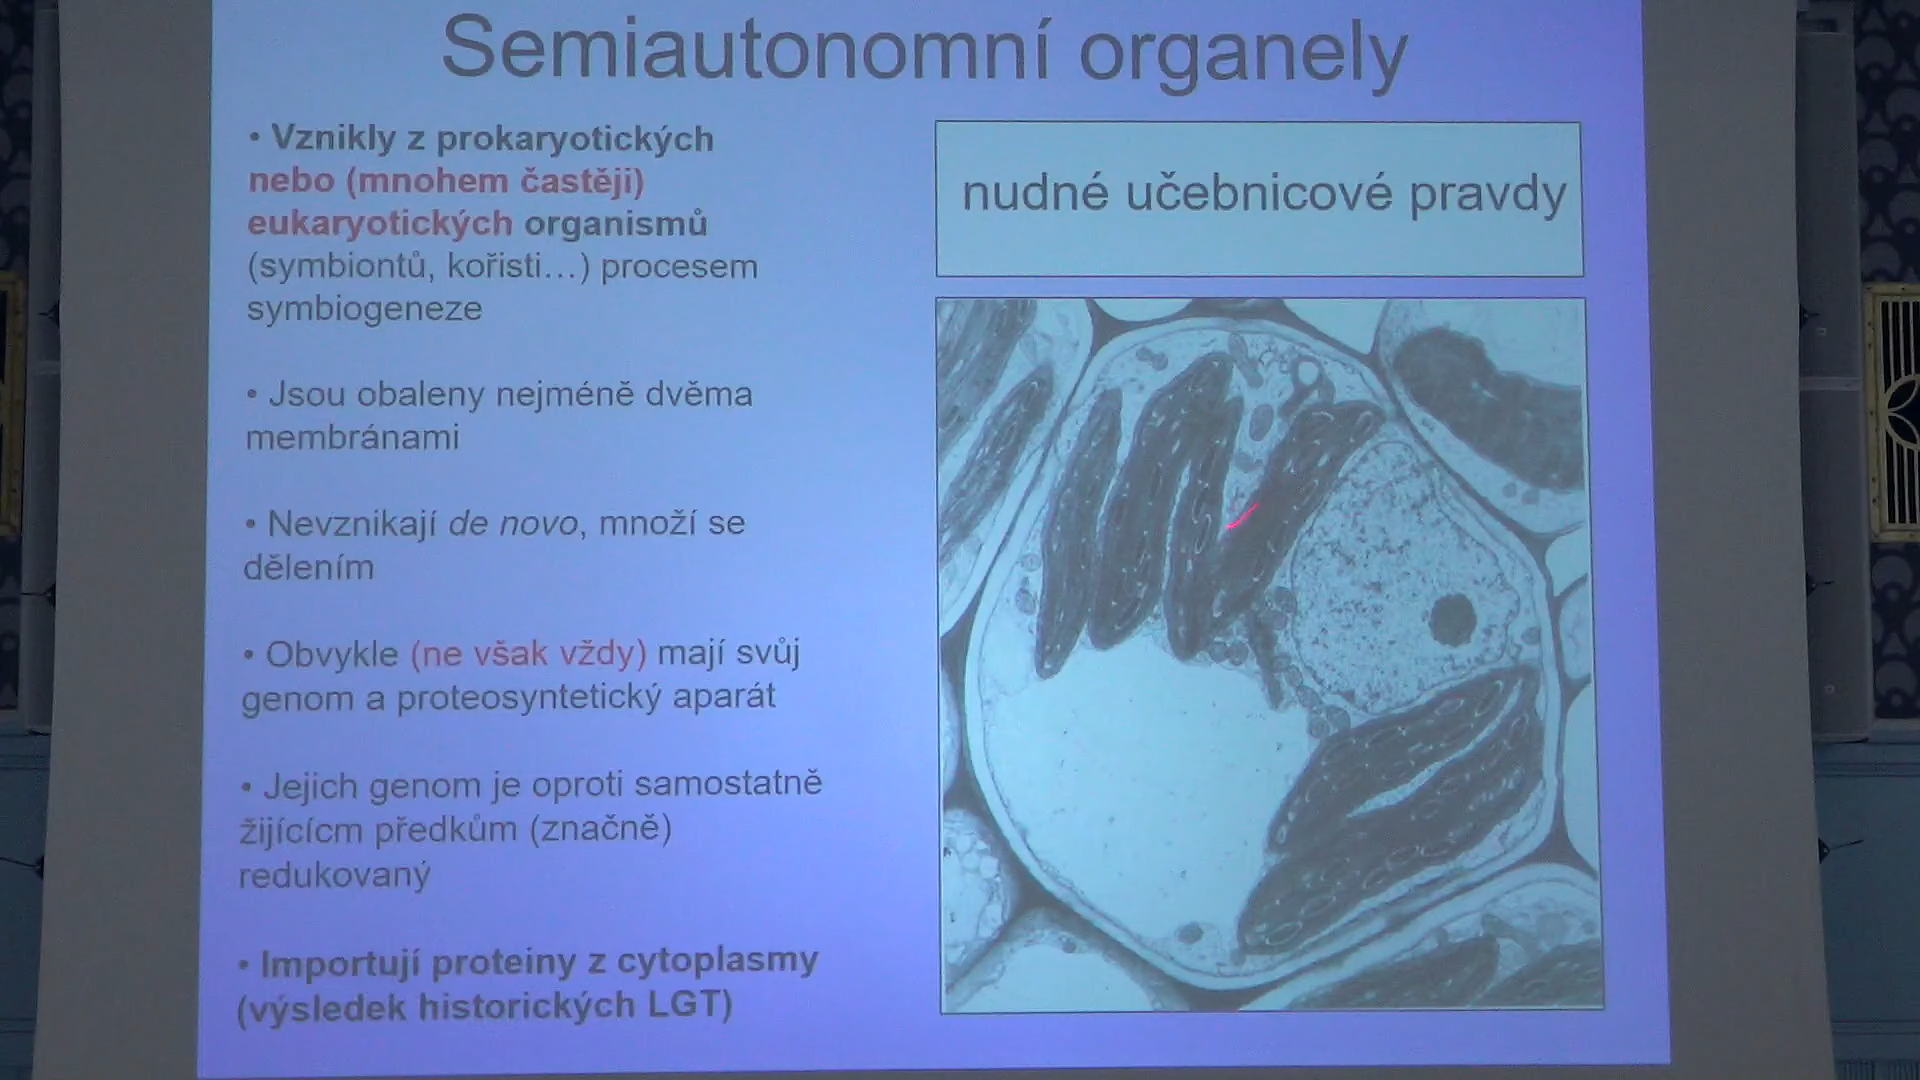 Semiautonomní organely
• Vznikly z prokaryotických
nebo (mnohem častěji)
eukaryotických organismů
(symbiontů, kořisti…) procesem
symbiogeneze
• Jsou obaleny nejméně dvěma
membránami
• Nevznikají de novo, množí se
dělením
• Obvykle (ne však vždy) mají svůj
genom a proteosyntetický aparát
• Jejich genom je oproti samostatně
žijícícm předkům (značně)
redukovaný
• Importují proteiny z cytoplasmy
(výsledek historických LGT)
nudné učebnicové pravdy